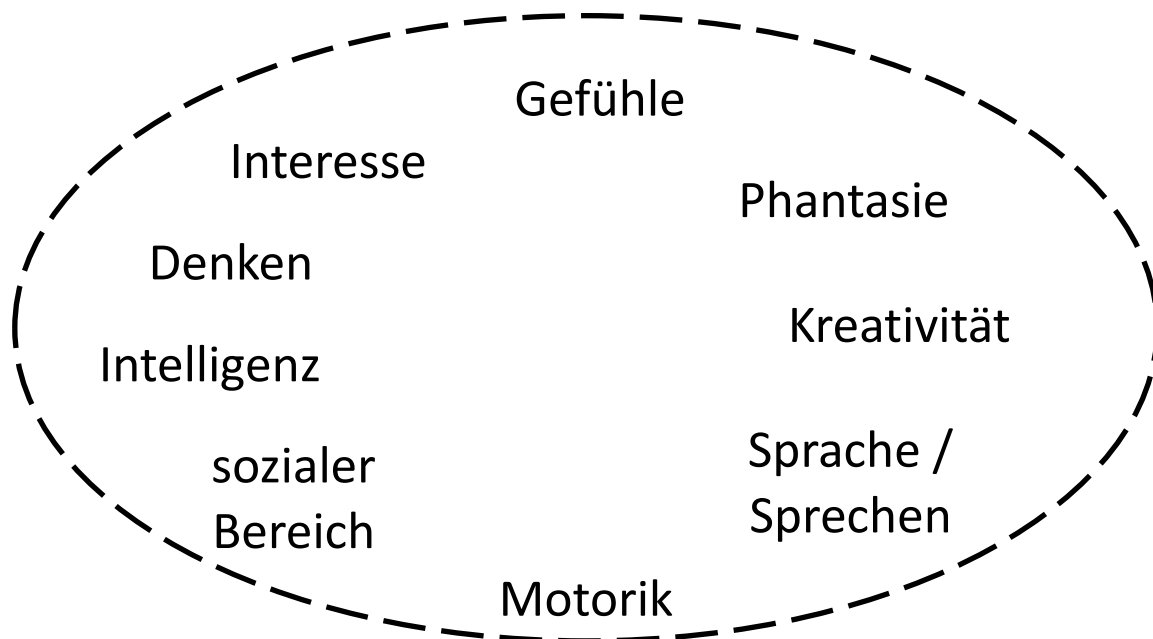 Gefühle
Interesse
Phantasie
Denken
Kreativität
Intelligenz
Sprache /
Sprechen
sozialer
Bereich
Motorik